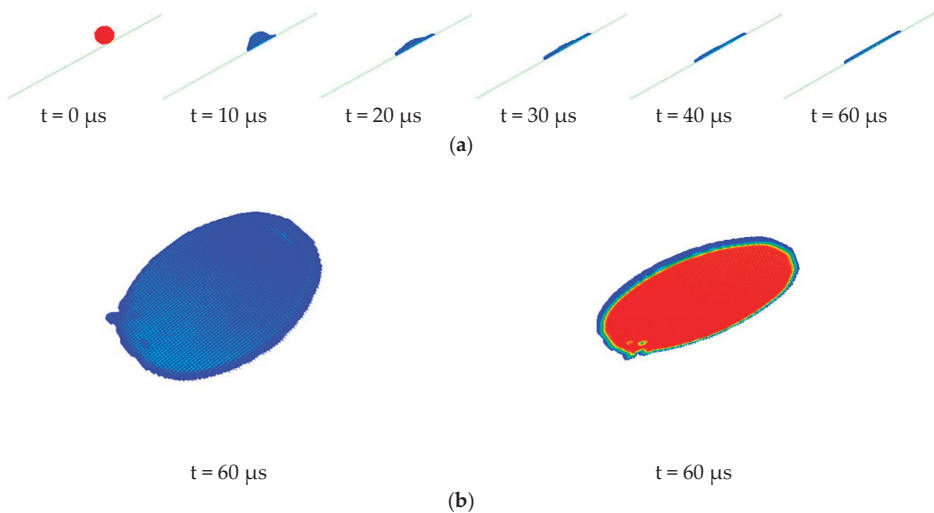 t = 0 µs t = 10 µs t = 20 µs t = 30 µs t = 40 µs t = 60 µs
(a)
t = 60 µs t = 60 µs
(b)